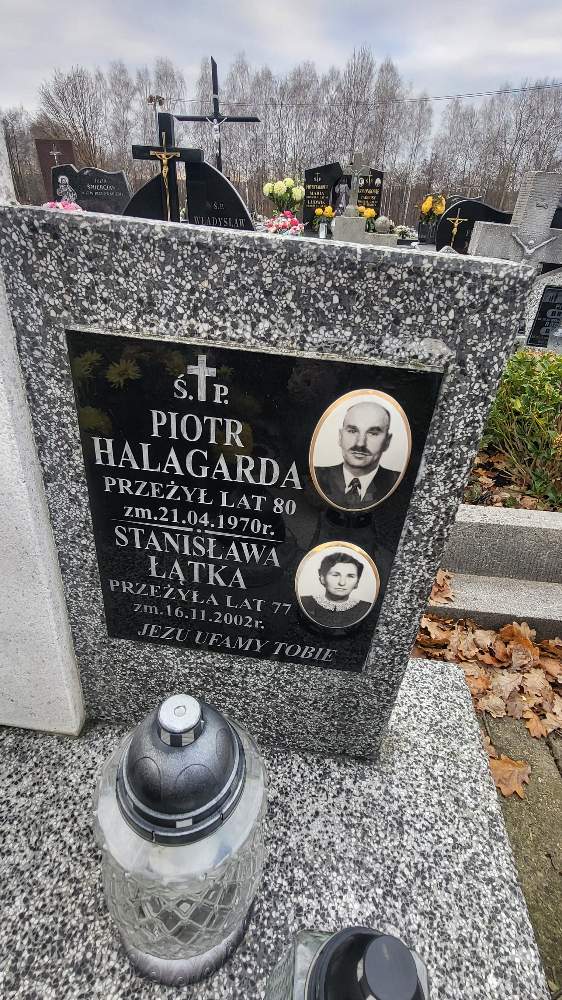 Ś. P.
PIOTR
HALAGARDA
PRZEŻYŁ LAT 80
zm.21.04.1970r.
STANISŁAWA
ŁATKA
PRZEŻYŁA LAT 77
zm.16.11.2002r.
JEZU UFAMY TOBIE
Ś.P.
WŁADYSŁAW